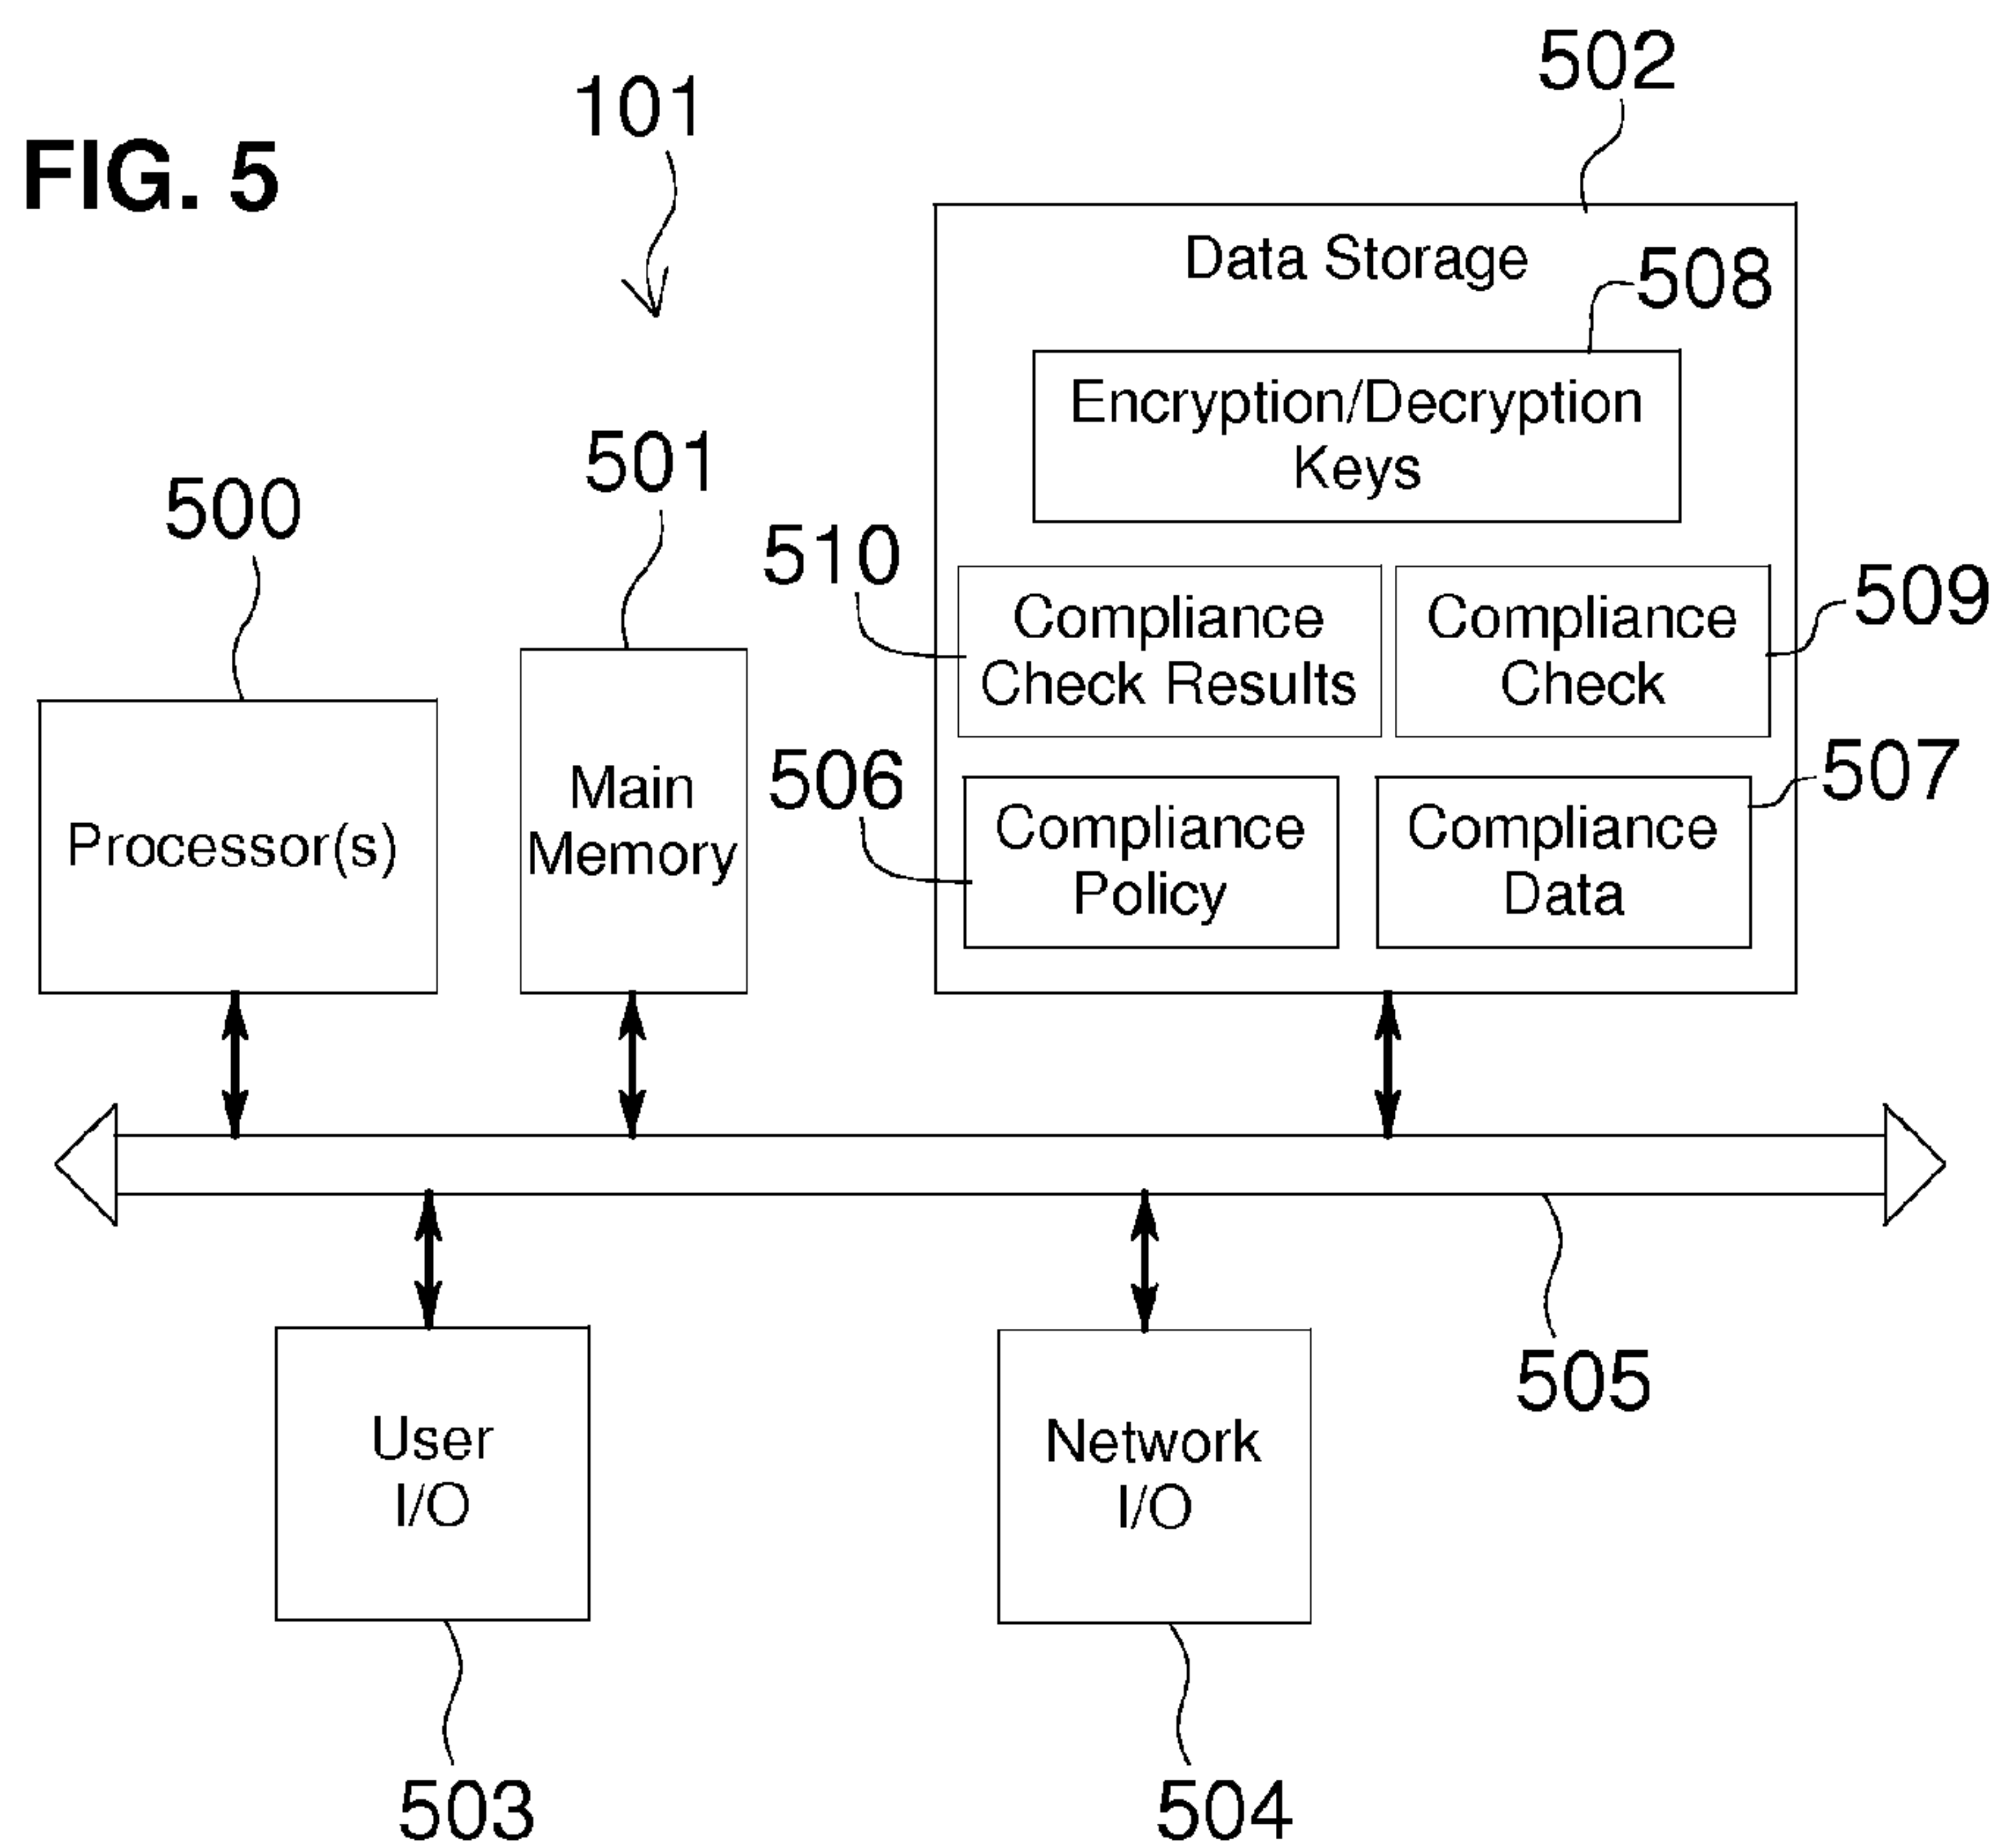 FIG. 5
101
502
Data Storage
508
Encryption/Decryption
Keys
500
501
510
Compliance
Check Results
Compliance
Check
509
Processor(s)
Main
Memory
506
Compliance
Policy
Compliance
Data
507
505
User
I/O
Network
I/O
503
504